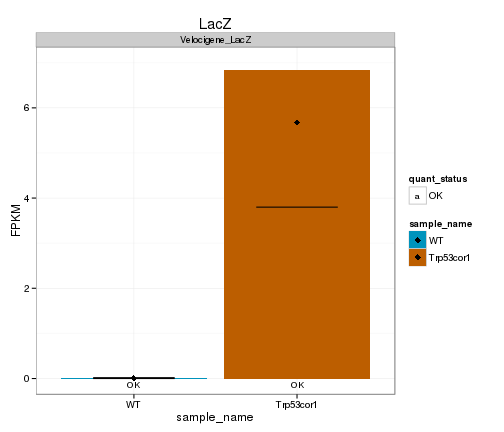 LacZ
Velocigene_LacZ
FPKM
6
4
2
0
OK
OK
WT
Trp53cor1
sample_name
quant_status
a OK
sample_name
WT
Trp53cor1